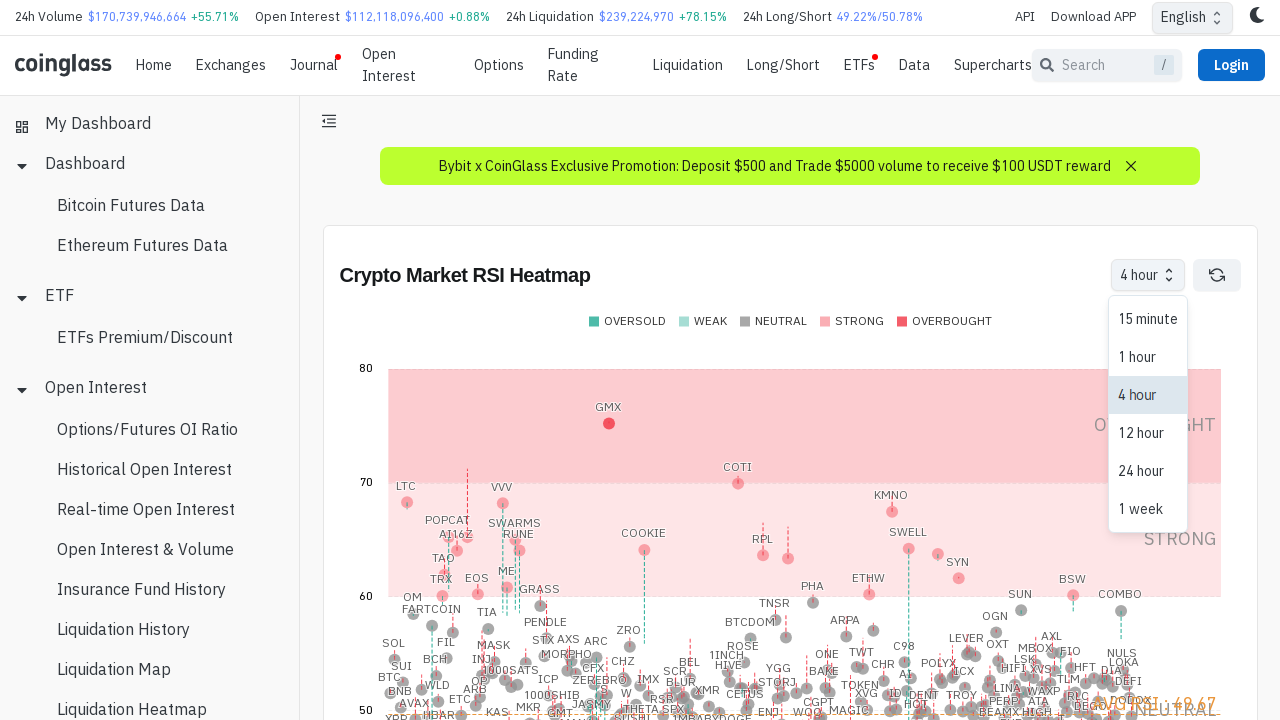 24h Volume $170,739,946,664 +55.71% Open Interest $112,118,096,400 +0.88% 24h Liquidation $239,224,970 +78.15% 24h Long/Short 49.22%/50.78% API Download APP English
coinglass Home Exchanges Journal Open Interest Options Funding Rate Liquidation Long/Short ETFs Data Supercharts Search / Login
My Dashboard
Dashboard
Bitcoin Futures Data
Ethereum Futures Data
ETF
ETFs Premium/Discount
Open Interest
Options/Futures OI Ratio
Historical Open Interest
Real-time Open Interest
Open Interest & Volume
Insurance Fund History
Liquidation History
Liquidation Map
Liquidation Heatmap
Bybit x CoinGlass Exclusive Promotion: Deposit $500 and Trade $5000 volume to receive $100 USDT reward
Crypto Market RSI Heatmap
4 hour
15 minute
1 hour
4 hour
12 hour
24 hour
1 week
OVERSOLD WEAK NEUTRAL STRONG OVERBOUGHT
80
GMX
COTI
70
LTC VVV KMNO
POPCAT SWARMS
AI16Z RUNE COOKIE RPL SWELL
STRONG
TAO SYN
TRX EOS ME ETHW BSW
GRASS PHA
60
OM SUN COMBO
FARTCOIN TIA TNSR
PENDLE BTCDOM ARPA OGN
ZRO
SOL FIL MASK STX AXS ARC ROSE C98 LEVER OXT MBOX AXL FIO
SUI BCH INJ MORPHO CHZ 1INCH HIVE ONE TWT CHR POLYX ICX LSK NULS LOKA
BTC 1000SATS ICP CFX ZEREBRO IMX BEL SCR BLUR YGG STORJ BAKE TOKEN AI HIFI XVS TLM HFT DIA DEFI
BNB WLD ARB ETC 1000SHIB W RSR XMR CETUS XVG ID DENT TROY LINA WAXP RLC
AVAX KAS MKR GMT JASMY THETA SPX CGPT MAGIC HOT PERP ATA HIGH
50
XRP HBAR 1MBABYDOGE ENJ WOO BEAMX
NEUTRAL